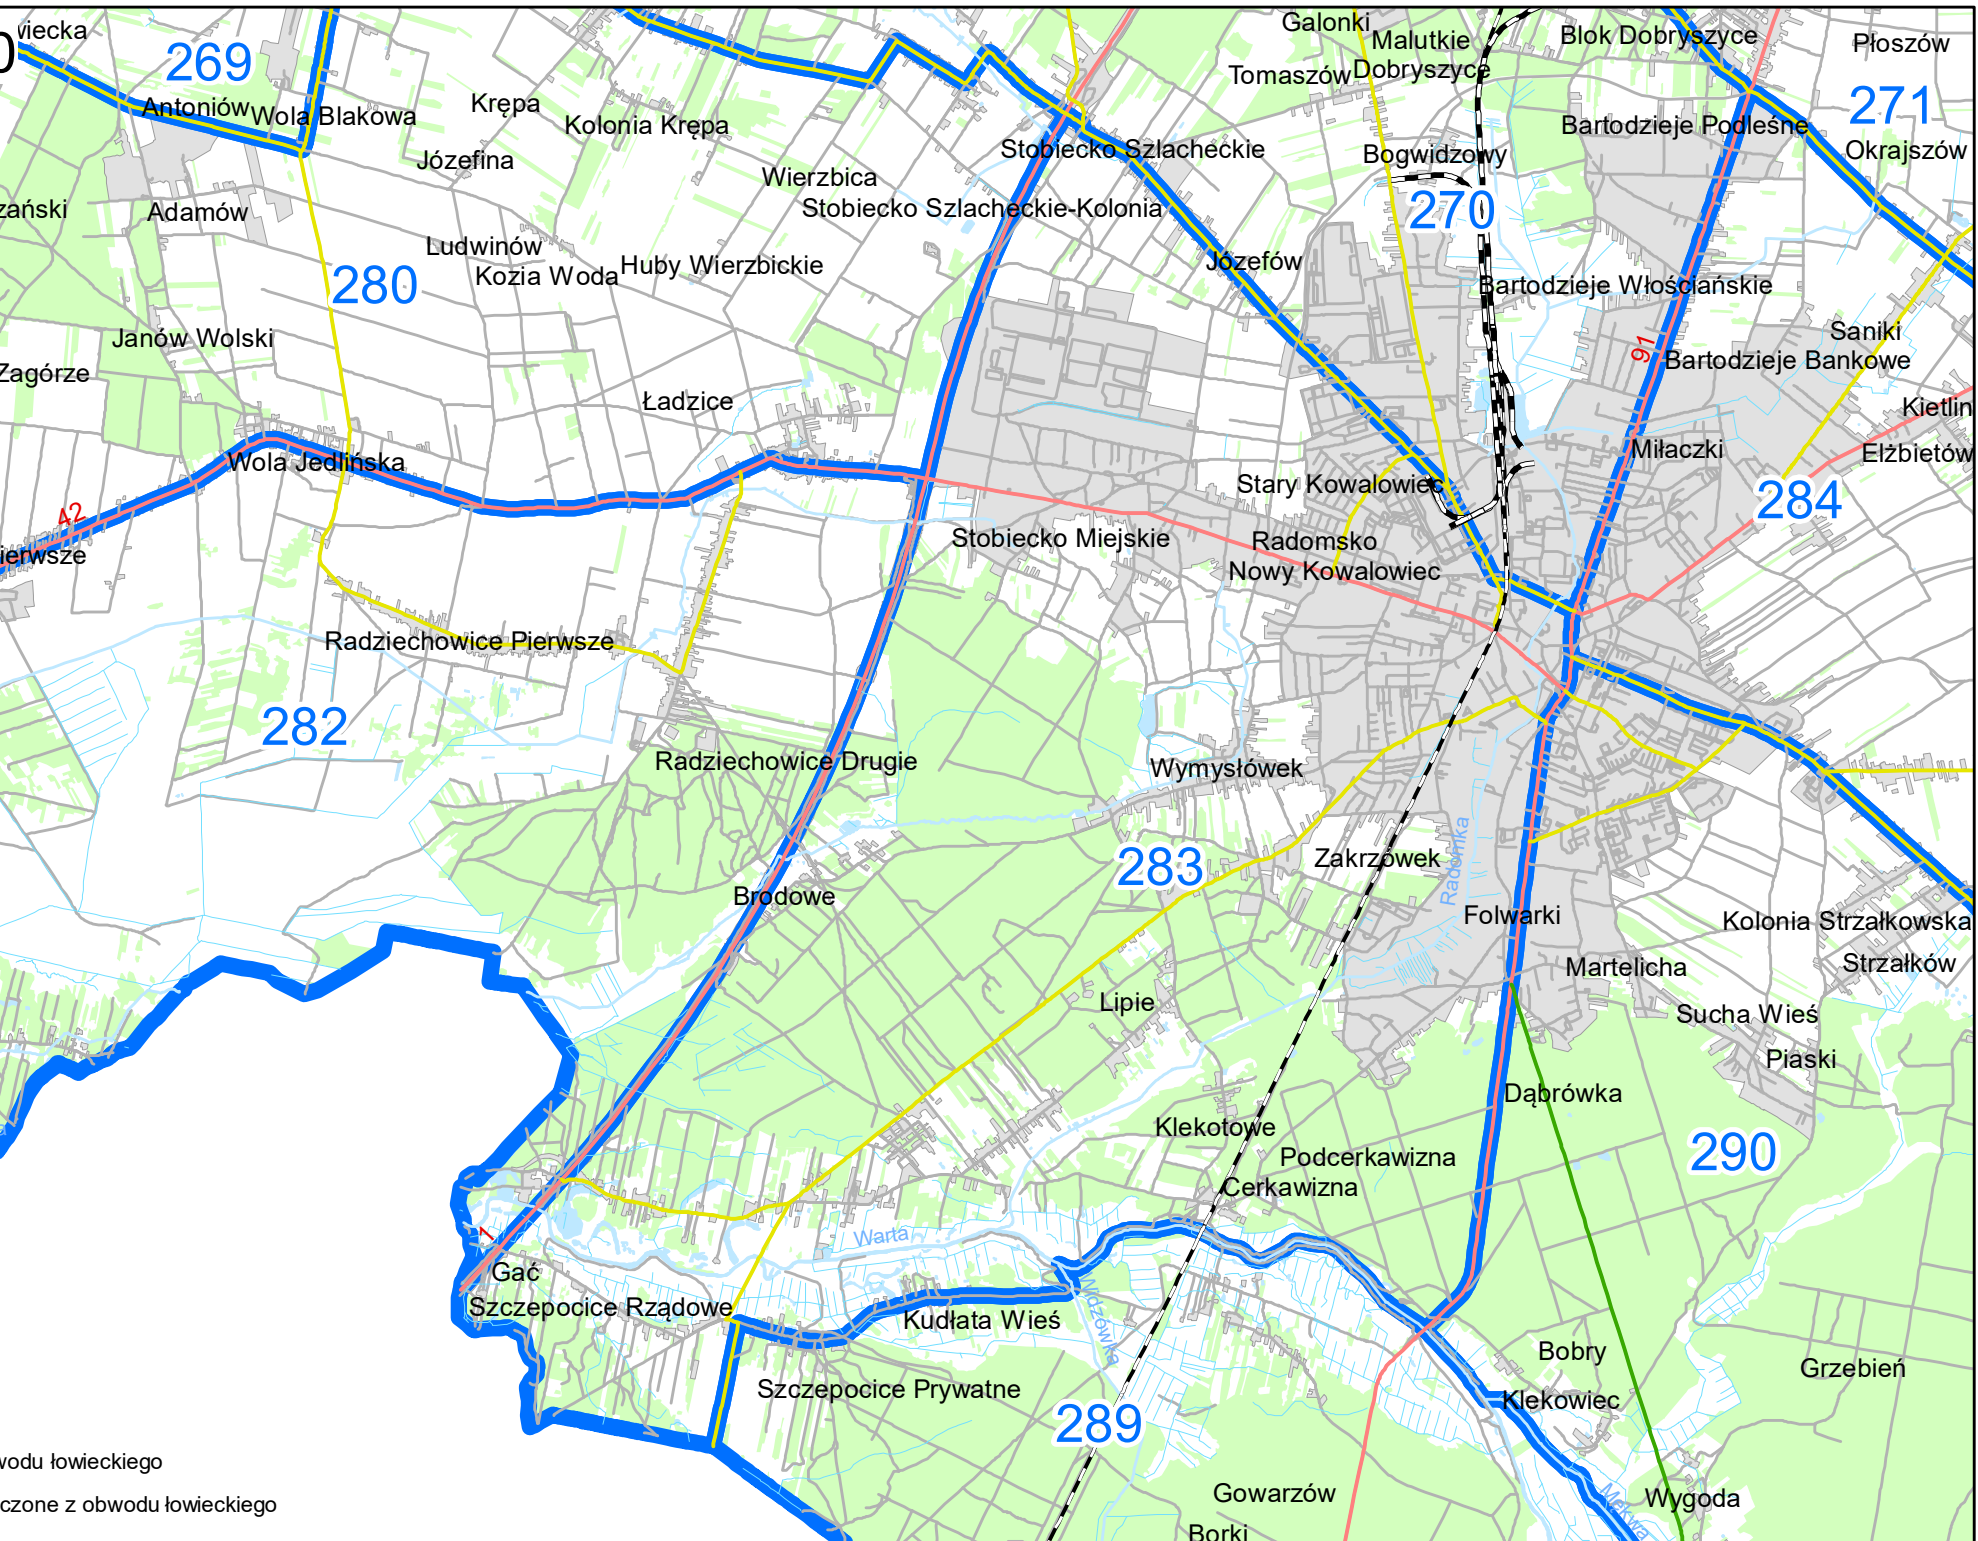 wiecka
0
269
Antoniów
Wola Blakowa
Krępa
Kolonia Krępa
Józefina
Galonki
Malutkie
Tomaszów
Dobryszyce
Blok Dobryszyce
Płoszów
271
Bartodzieje Podleśne
Okrajszów
Stobiecko Szlacheckie
Bogwidzowy
270
Wierzbica
Stobiecko Szlacheckie-Kolonia
zański
Adamów
Ludwinów
Kozia Woda
Huby Wierzbickie
280
Józefów
Bartodzieje Włościańskie
Janów Wolski
Zagórze
91
Saniki
Bartodzieje Bankowe
Ładzice
Kietlin
Miłaczki
Elżbietów
Wola Jedlińska
Stary Kowalowiec
284
42
ierwsze
Stobiecko Miejskie
Radomsko
Nowy Kowalowiec
Radziechowice Pierwsze
282
Radziechowice Drugie
Wymysłówek
283
Zakrzówek
Radomka
Brodowe
Folwarki
Kolonia Strzałkowska
Strzałków
Martelicha
Lipie
Sucha Wieś
Piaski
Dąbrówka
Klekotowe
290
Podcerkawizna
Cerkawizna
Warta
1
Gać
Szczepocice Rządowe
Kudłata Wieś
Widzówka
Bobry
Grzebień
Szczepocice Prywatne
Klekowiec
289
wodu łowieckiego
Gowarzów
Wygoda
czone z obwodu łowieckiego
Borki